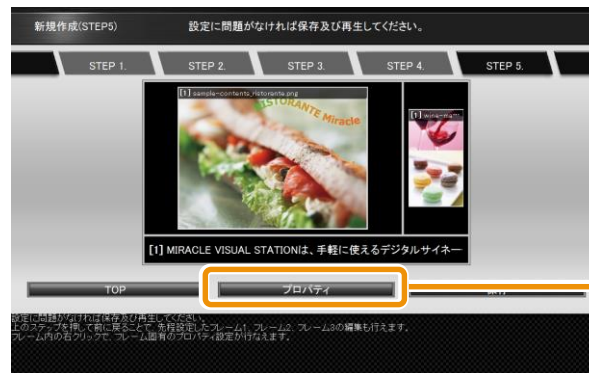 新規作成(STEP5)
設定に問題がなければ保存及び再生してください。
STEP 1.
STEP 2.
STEP 3.
STEP 4.
STEP 5.
[1] sample-contents_ristorante.png
RISTORANTE Miracle
[1] MIRACLE VISUAL STATIONは、手軽に使えるデジタルサイネー
TOP
プロパティ
設定に問題がなければ保存及び再生してください。
上のステップを押して前に戻ることで、先程設定したフレーム1、フレーム2、フレーム3の編集も行えます。
フレーム内の右クリックで、フレーム固有のプロパティ設定が行なえます。